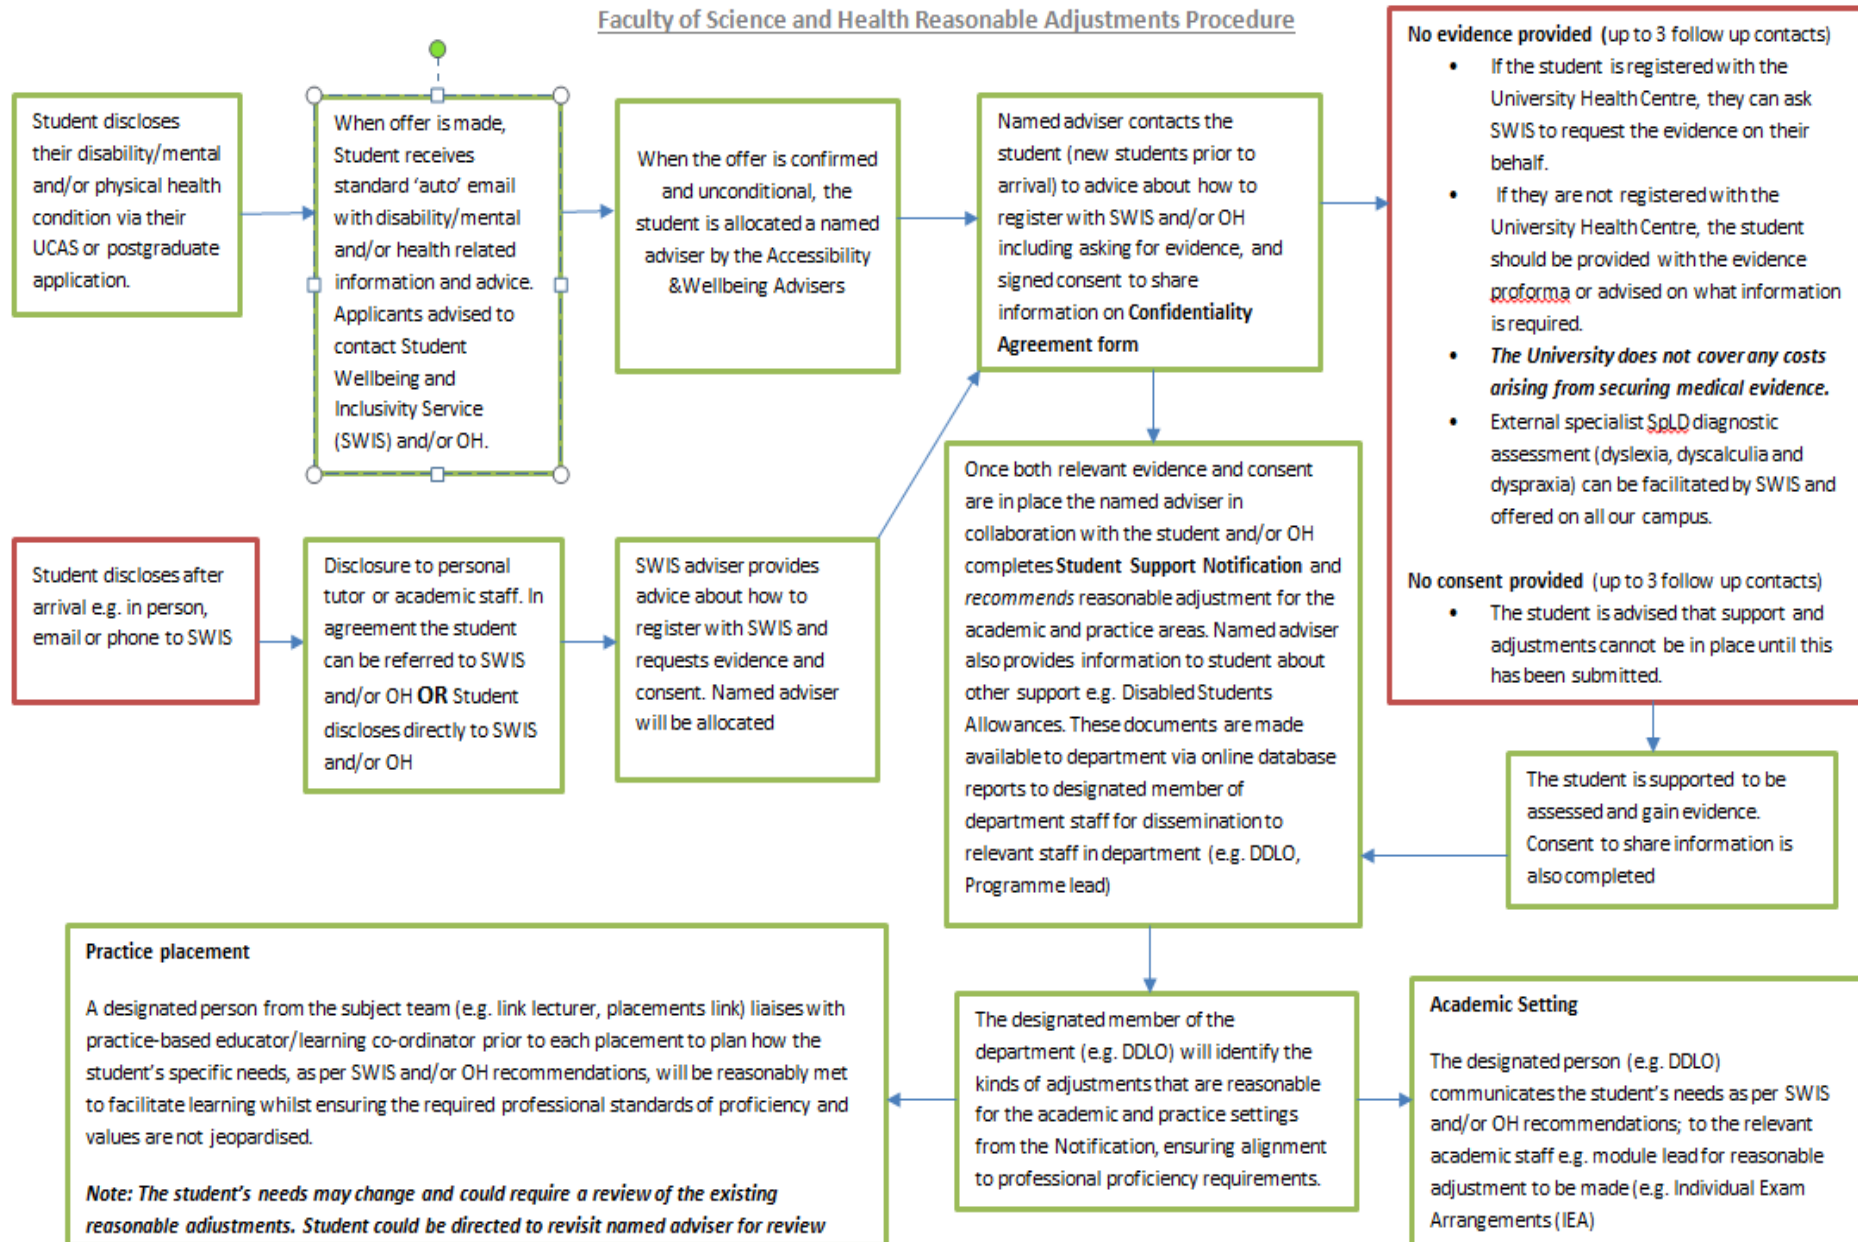 Faculty of Science and Health Reasonable Adjustments Procedure
Student discloses
their disability/mental
and/or physical health
condition via their
UCAS or postgraduate
application.
When offer is made,
Student receives
standard ‘auto’ email
with disability/mental
and/or health related
information and advice.
Applicants advised to
contact Student
Wellbeing and
Inclusivity Service
(SWIS) and/or OH.
When the offer is confirmed
and unconditional, the
student is allocated a named
adviser by the Accessibility
&Wellbeing Advisers
Named adviser contacts the
student (new students prior to
arrival) to advice about how to
register with SWIS and/or OH
including asking for evidence, and
signed consent to share
information on Confidentiality
Agreement form
No evidence provided (up to 3 follow up contacts)
• If the student is registered with the
University Health Centre, they can ask
SWIS to request the evidence on their
behalf.
• If they are not registered with the
University Health Centre, the student
should be provided with the evidence
proforma or advised on what information
is required.
• The University does not cover any costs
arising from securing medical evidence.
• External specialist SpLD diagnostic
assessment (dyslexia, dyscalculia and
dyspraxia) can be facilitated by SWIS and
offered on all our campus.
No consent provided (up to 3 follow up contacts)
• The student is advised that support and
adjustments cannot be in place until this
has been submitted.
Student discloses after
arrival e.g. in person,
email or phone to SWIS
Disclosure to personal
tutor or academic staff. In
agreement the student
can be referred to SWIS
and/or OH OR Student
discloses directly to SWIS
and/or OH
SWIS adviser provides
advice about how to
register with SWIS and
requests evidence and
consent. Named adviser
will be allocated
Once both relevant evidence and consent
are in place the named adviser in
collaboration with the student and/or OH
completes Student Support Notification and
recommends reasonable adjustment for the
academic and practice areas. Named adviser
also provides information to student about
other support e.g. Disabled Students
Allowances. These documents are made
available to department via online database
reports to designated member of
department staff for dissemination to
relevant staff in department (e.g. DDLO,
Programme lead)
The student is supported to be
assessed and gain evidence.
Consent to share information is
also completed
Practice placement
A designated person from the subject team (e.g. link lecturer, placements link) liaises with
practice-based educator/learning co-ordinator prior to each placement to plan how the
student’s specific needs, as per SWIS and/or OH recommendations, will be reasonably met
to facilitate learning whilst ensuring the required professional standards of proficiency and
values are not jeopardised.
Note: The student’s needs may change and could require a review of the existing
reasonable adjustments. Student could be directed to revisit named adviser for review
The designated member of the
department (e.g. DDLO) will identify the
kinds of adjustments that are reasonable
for the academic and practice settings
from the Notification, ensuring alignment
to professional proficiency requirements.
Academic Setting
The designated person (e.g. DDLO)
communicates the student’s needs as per SWIS
and/or OH recommendations; to the relevant
academic staff e.g. module lead for reasonable
adjustment to be made (e.g. Individual Exam
Arrangements (IEA)